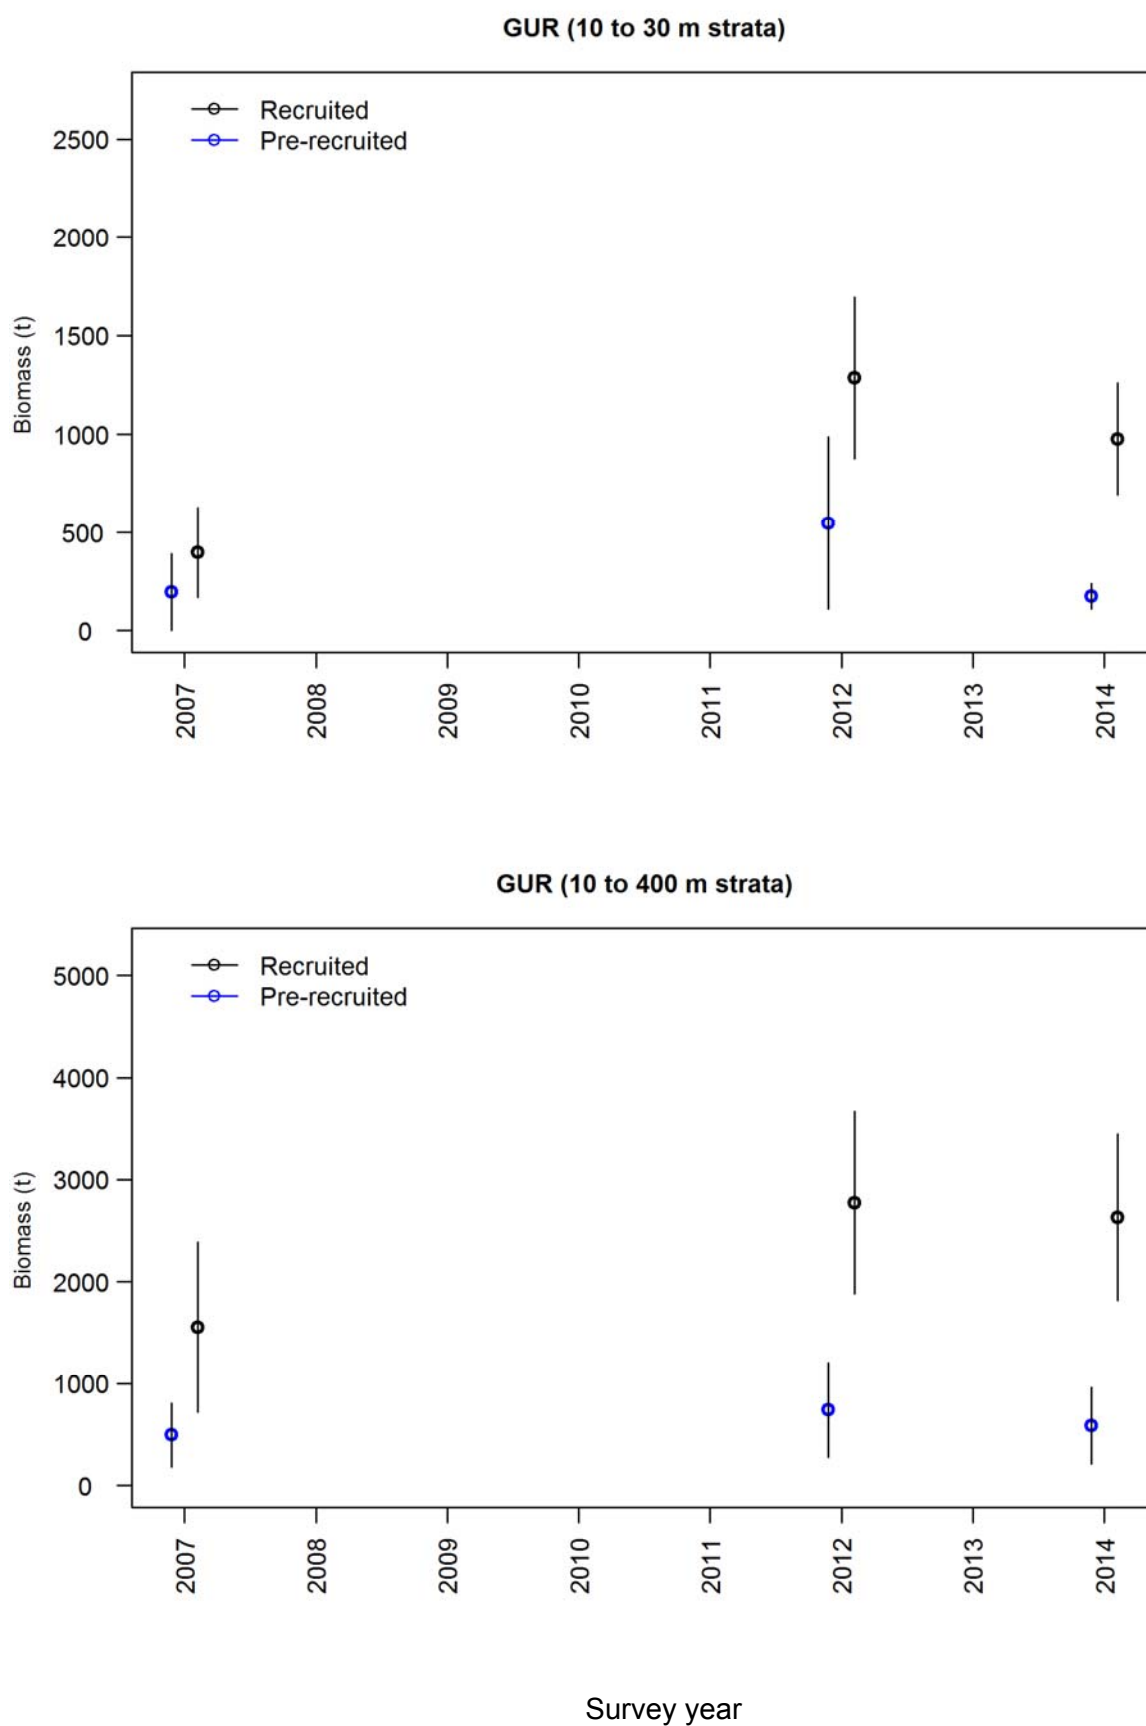 GUR (10 to 30 m strata)
Recruited
Pre-recruited
2500
2000
1500
1000
500
0
Biomass (t)
2007 2008 2009 2010 2011 2012 2013 2014
GUR (10 to 400 m strata)
Recruited
Pre-recruited
5000
4000
3000
2000
1000
0
Biomass (t)
2007 2008 2009 2010 2011 2012 2013 2014
Survey year